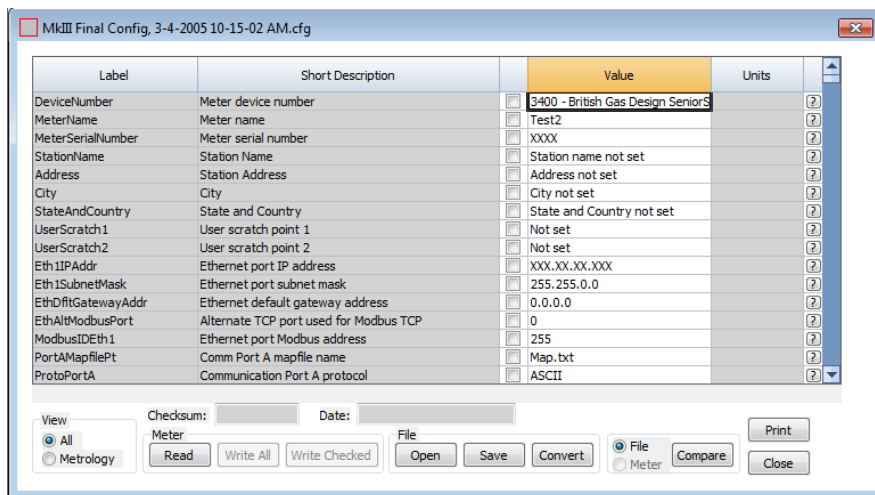 MkIII Final Config, 3-4-2005 10-15-02 AM.cfg
Label Short Description Value Units
DeviceNumber Meter device number 3400 - British Gas Design SeniorS ?
MeterName Meter name Test2 ?
MeterSerialNumber Meter serial number XXXX ?
StationName Station Name Station name not set ?
Address Station Address Address not set ?
City City City not set ?
StateAndCountry State and Country State and Country not set ?
UserScratch1 User scratch point 1 Not set ?
UserScratch2 User scratch point 2 Not set ?
Eth1IPAddr Ethernet port IP address XXX.XX.XX.XXX ?
Eth1SubnetMask Ethernet port subnet mask 255.255.0.0 ?
EthDfltGatewayAddr Ethernet default gateway address 0.0.0.0 ?
EthAltModbusPort Alternate TCP port used for Modbus TCP 0 ?
ModbusIDEth1 Ethernet port Modbus address 255 ?
PortAMapfilePt Comm Port A mapfile name Map.txt ?
ProtoPortA Communication Port A protocol ASCII ?
View Checksum: Date:
All Meter File File Print
Metrology Read Write All Write Checked Open Save Convert Meter Compare Close